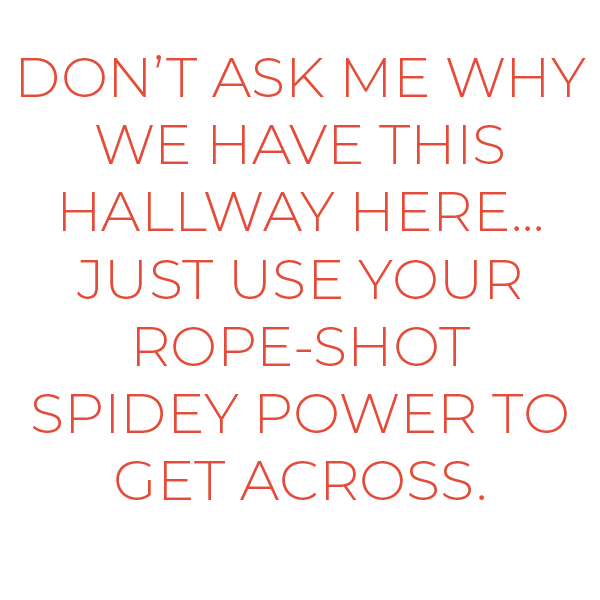 DON’T ASK ME WHY
WE HAVE THIS
HALLWAY HERE...
JUST USE YOUR
ROPE-SHOT
SPIDEY POWER TO
GET ACROSS.